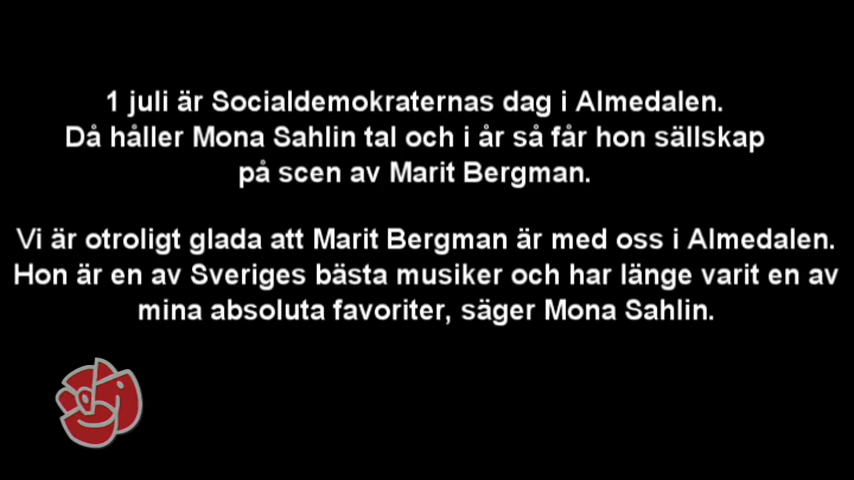 1 juli är Socialdemokraternas dag i Almedalen.
Då håller Mona Sahlin tal och i år så får hon sällskap
på scen av Marit Bergman.
Vi är otroligt glada att Marit Bergman är med oss i Almedalen.
Hon är en av Sveriges bästa musiker och har länge varit en av
mina absoluta favoriter, säger Mona Sahlin.